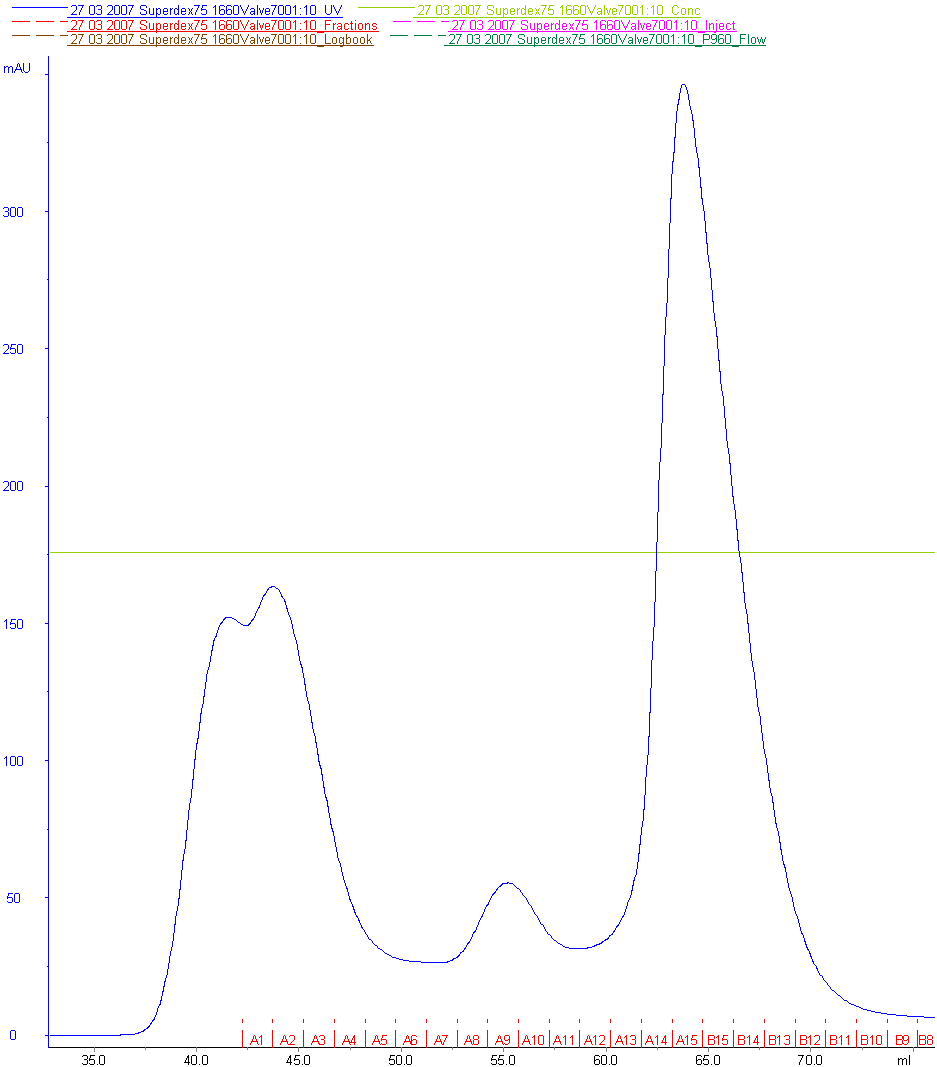 27 03 2007 Superdex75 1660Valve7001:10_UV 27 03 2007 Superdex75 1660Valve7001:10_Conc
27 03 2007 Superdex75 1660Valve7001:10_Fractions 27 03 2007 Superdex75 1660Valve7001:10_Inject
27 03 2007 Superdex75 1660Valve7001:10_Logbook 27 03 2007 Superdex75 1660Valve7001:10_P960_Flow
mAU
300
250
200
150
100
50
0
A1 A2 A3 A4 A5 A6 A7 A8 A9 A10 A11 A12 A13 A14 A15 B15 B14 B13 B12 B11 B10 B9 B8
35.0 40.0 45.0 50.0 55.0 60.0 65.0 70.0 ml